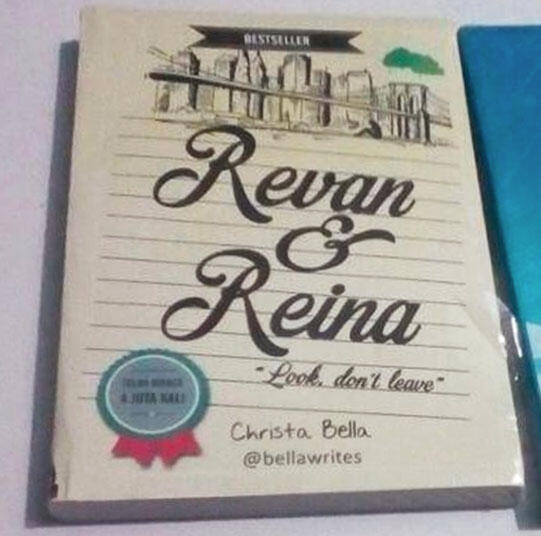 BESTSELLER
Revan
&
Reina
"Look, don't leave"
TELAH DIBACA
4 JUTA KALI
Christa Bella
@bellawrites